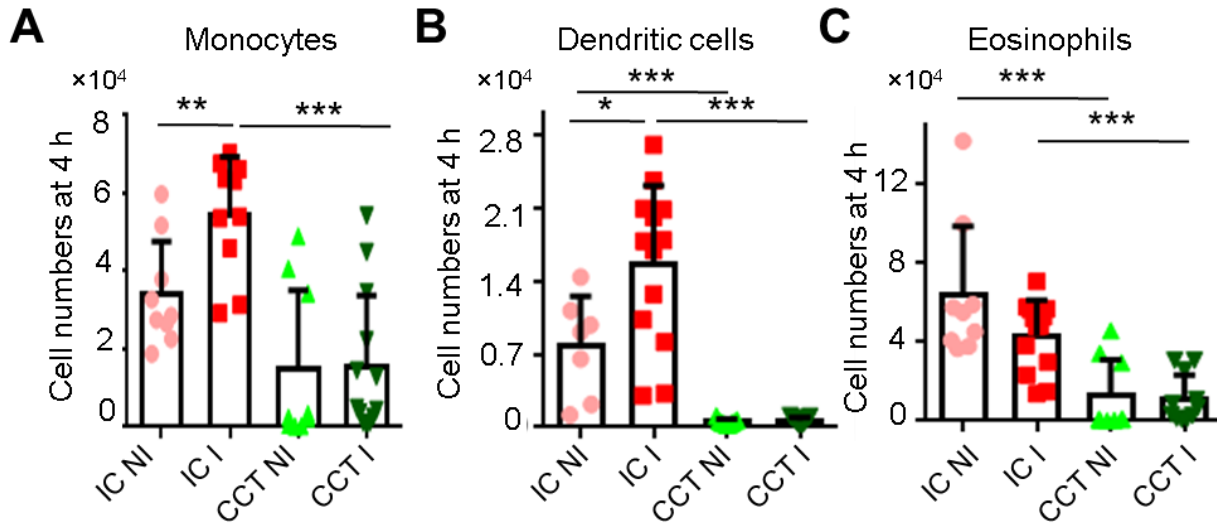 A
Monocytes
×10⁴
**
***
Cell numbers at 4 h
8
6
4
2
0
IC NI
IC I
CCT NI
CCT I
B
Dendritic cells
×10⁴
***
*
***
Cell numbers at 4 h
2.8
2.1
1.4
0.7
0
IC NI
IC I
CCT NI
CCT I
C
Eosinophils
×10⁴
***
***
Cell numbers at 4 h
12
8
4
0
IC NI
IC I
CCT NI
CCT I